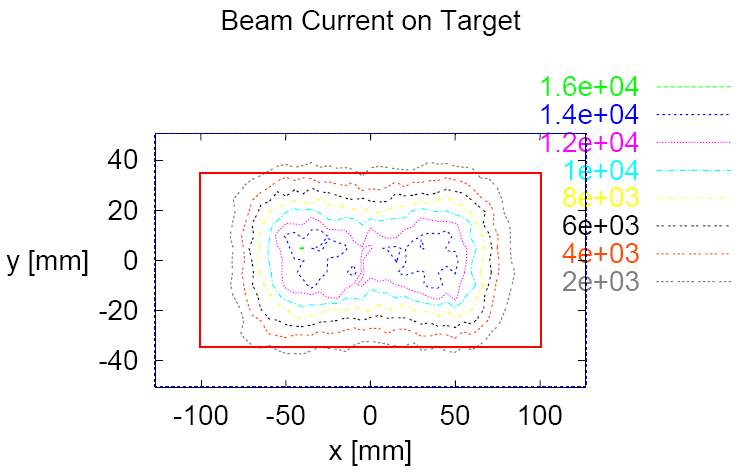 Beam Current on Target
1.6e+04
1.4e+04
1.2e+04
1e+04
8e+03
6e+03
4e+03
2e+03
40
20
0
-20
-40
y [mm]
-100 -50 0 50 100
x [mm]